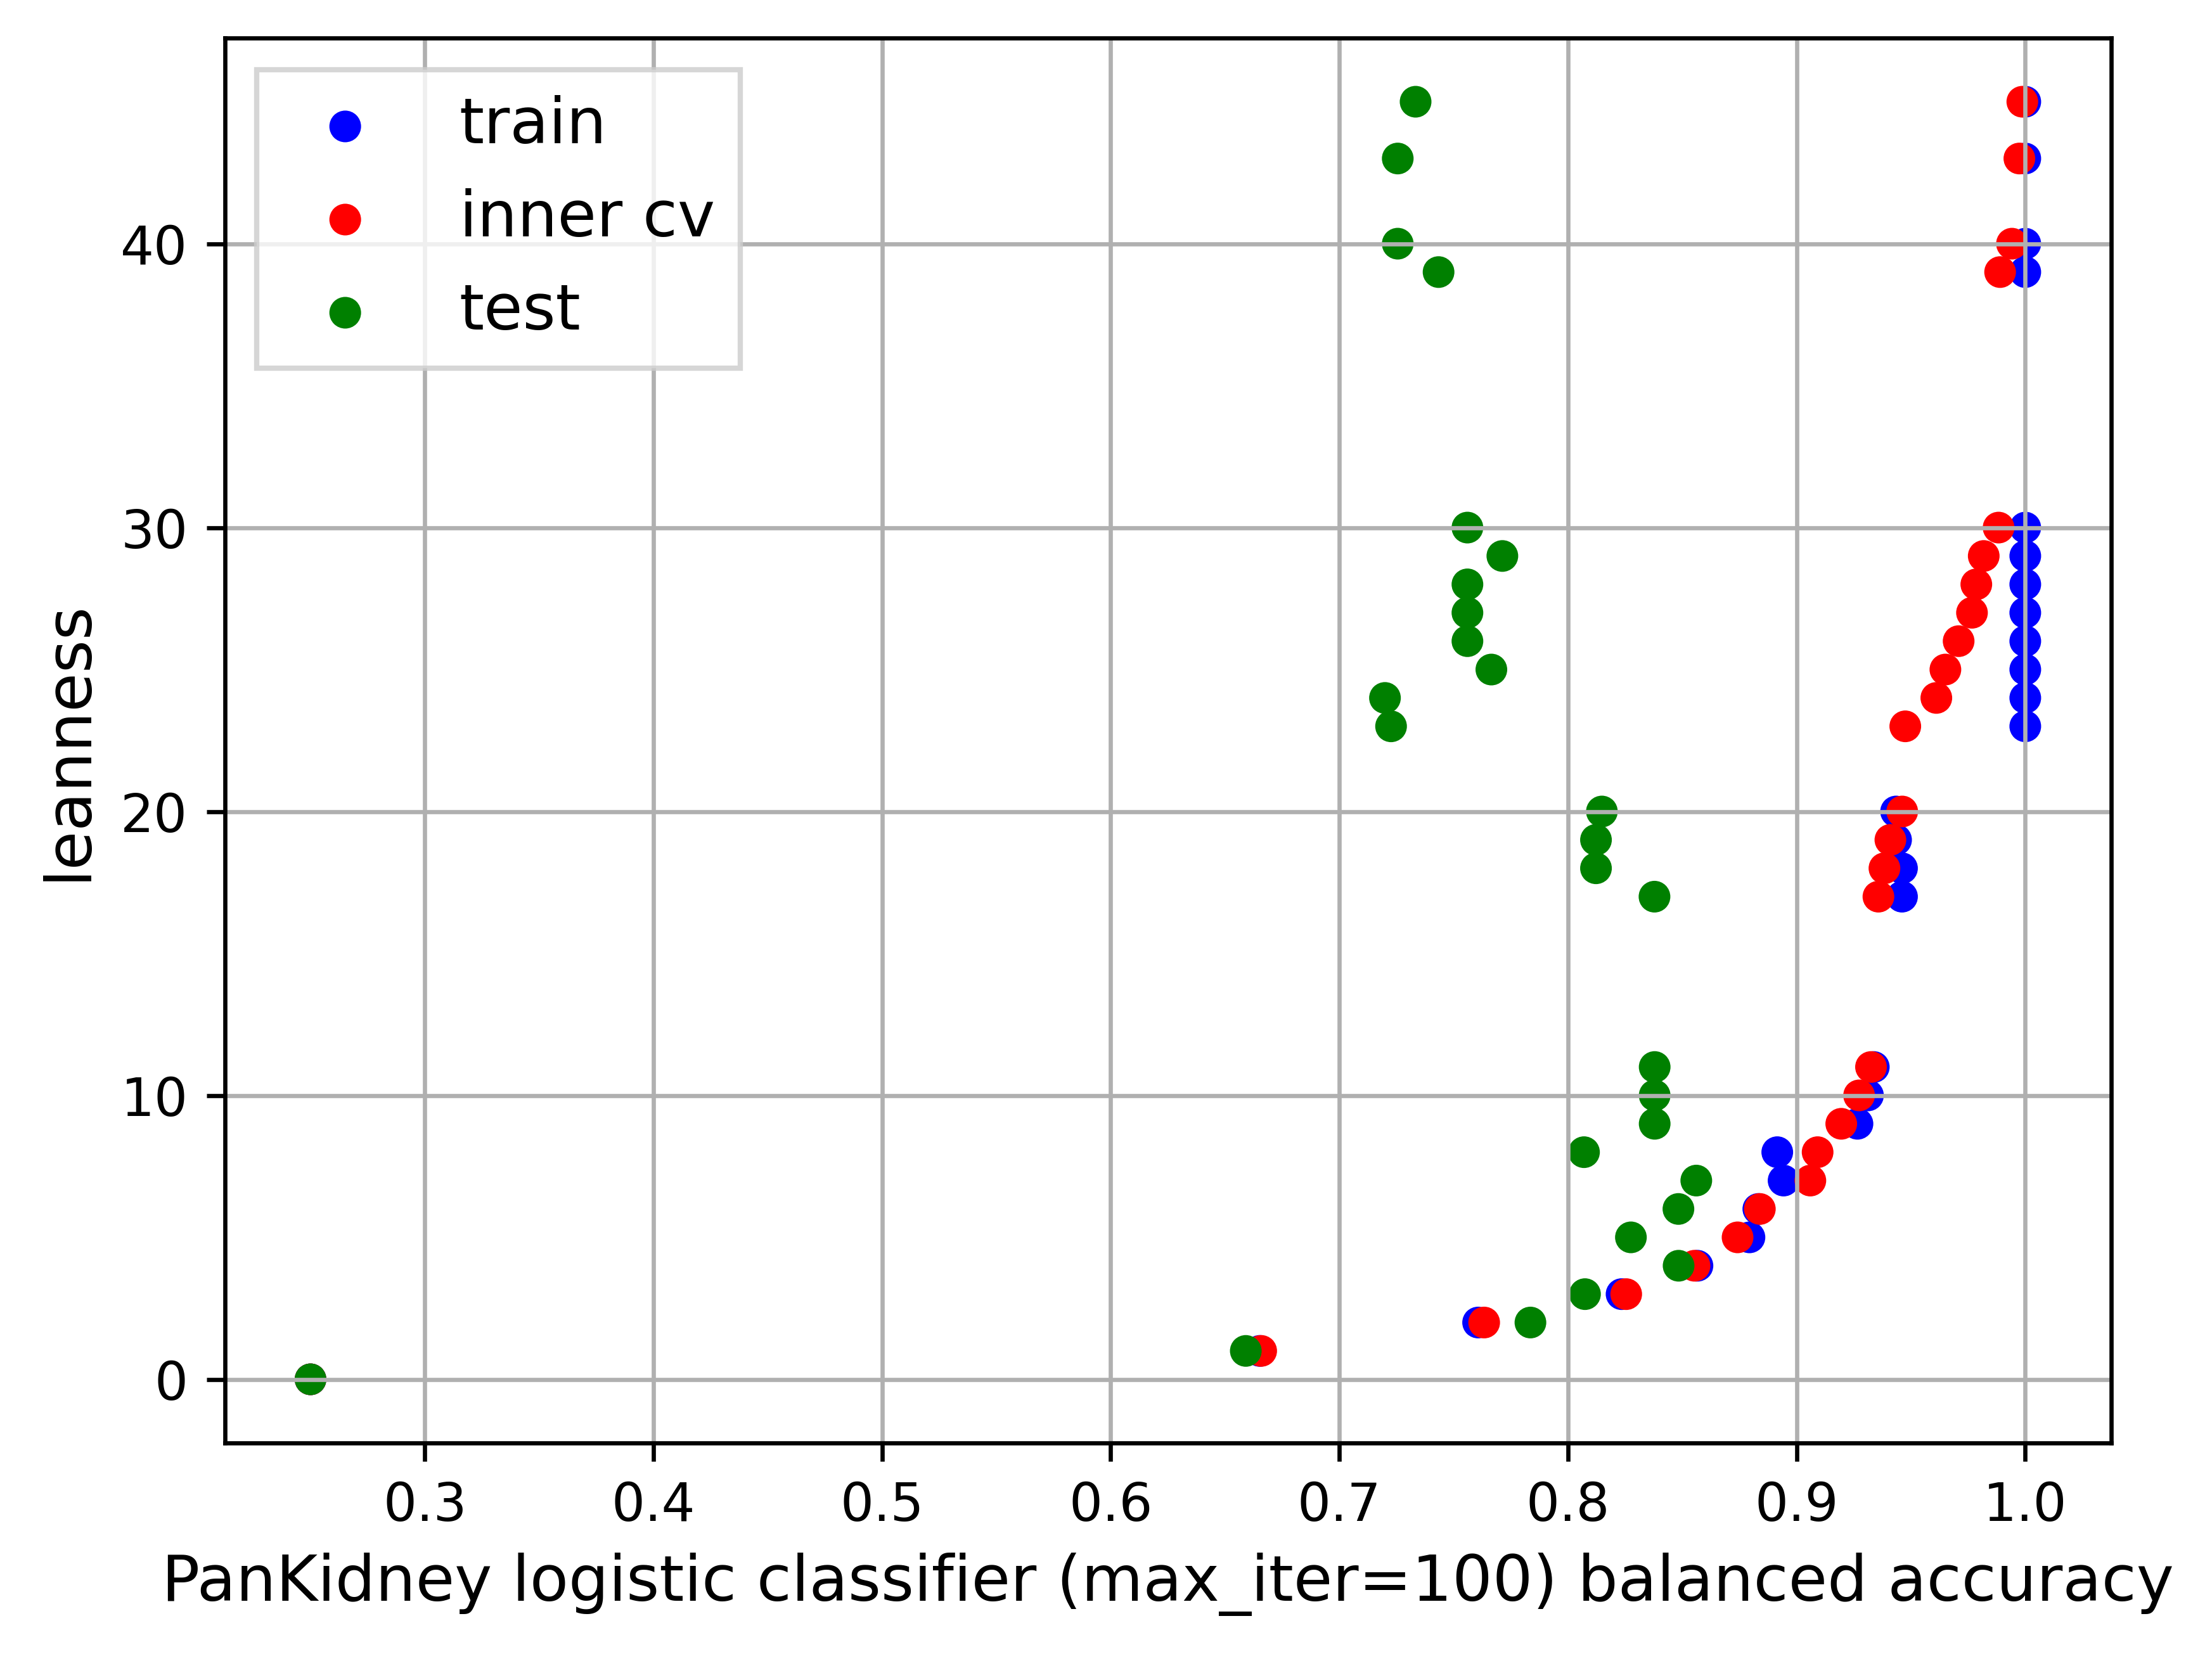 train
inner cv
test
40
30
20
10
0
leanness
0.3 0.4 0.5 0.6 0.7 0.8 0.9 1.0
PanKidney logistic classifier (max_iter=100) balanced accuracy